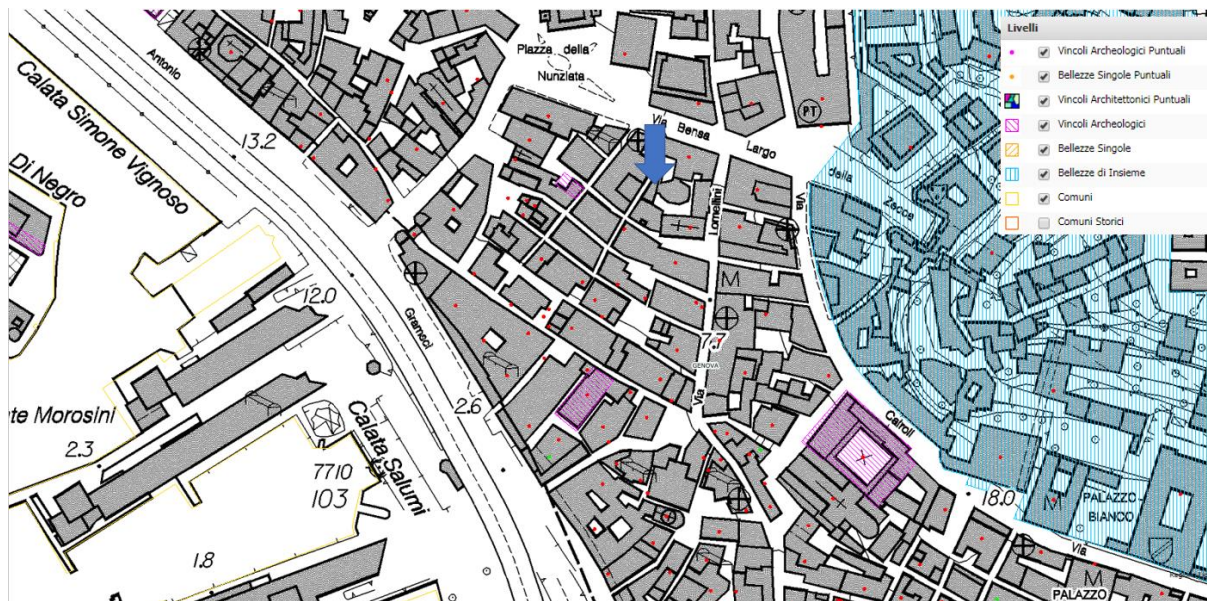 Antonio
Calata Simone Vignoso
Di Negro
13.2
12.0
Gramsci
2.6
te Morosini
2.3
7710
103
Calata Salumi
1.8
Piazza della
Nunziata
Via Bensa
Largo
della
Zecca
PT
Lomellini
Via
M
7.7
GENOVA
Via
Cairoli
18.0
M
PALAZZO
BIANCO
Via
M
PALAZZO
Livelli
Vincoli Archeologici Puntuali
Bellezze Singole Puntuali
Vincoli Architettonici Puntuali
Vincoli Archeologici
Bellezze Singole
Bellezze di Insieme
Comuni
Comuni Storici